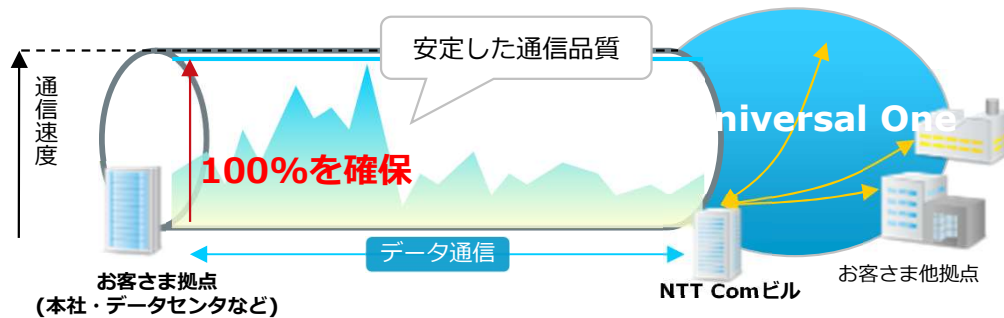 安定した通信品質
通信速度
Universal One
100%を確保
データ通信
お客さま拠点
(本社・データセンタなど)
NTT Comビル
お客さま他拠点